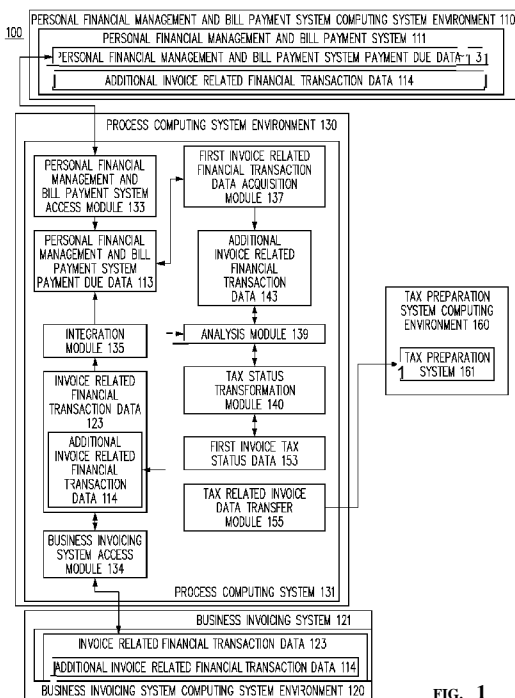 PERSONAL FINANCIAL MANAGEMENT AND BILL PAYMENT SYSTEM COMPUTING SYSTEM ENVIRONMENT 110
100
PERSONAL FINANCIAL MANAGEMENT AND BILL PAYMENT SYSTEM 111
PERSONAL FINANCIAL MANAGEMENT AND BILL PAYMENT SYSTEM PAYMENT DUE DATA
ADDITIONAL INVOICE RELATED FINANCIAL TRANSACTION DATA 114
PROCESS COMPUTING SYSTEM ENVIRONMENT 130
PERSONAL FINANCIAL
MANAGEMENT AND
BILL PAYMENT SYSTEM
ACCESS MODULE 133
PERSONAL FINANCIAL
MANAGEMENT AND BILL
PAYMENT SYSTEM
PAYMENT DUE DATA 113
INTEGRATION
MODULE 135
INVOICE RELATED
FINANCIAL
TRANSACTION DATA
123
ADDITIONAL
INVOICE RELATED
FINANCIAL
TRANSACTION
DATA 114
BUSINESS INVOICING
SYSTEM ACCESS
MODULE 134
FIRST INVOICE RELATED
FINANCIAL TRANSACTION
DATA ACQUISITION
MODULE 137
ADDITIONAL
INVOICE RELATED
FINANCIAL
TRANSACTION
DATA 143
ANALYSIS MODULE 139
TAX STATUS
TRANSFORMATION
MODULE 140
FIRST INVOICE TAX
STATUS DATA 153
TAX RELATED INVOICE
DATA TRANSFER
MODULE 155
PROCESS COMPUTING SYSTEM 131
TAX PREPARATION
SYSTEM COMPUTING
ENVIRONMENT 160
TAX PREPARATION
SYSTEM 161
BUSINESS INVOICING SYSTEM 121
INVOICE RELATED FINANCIAL TRANSACTION DATA 123
ADDITIONAL INVOICE RELATED FINANCIAL TRANSACTION DATA 114
BUSINESS INVOICING SYSTEM COMPUTING SYSTEM ENVIRONMENT 120
FIG. 1